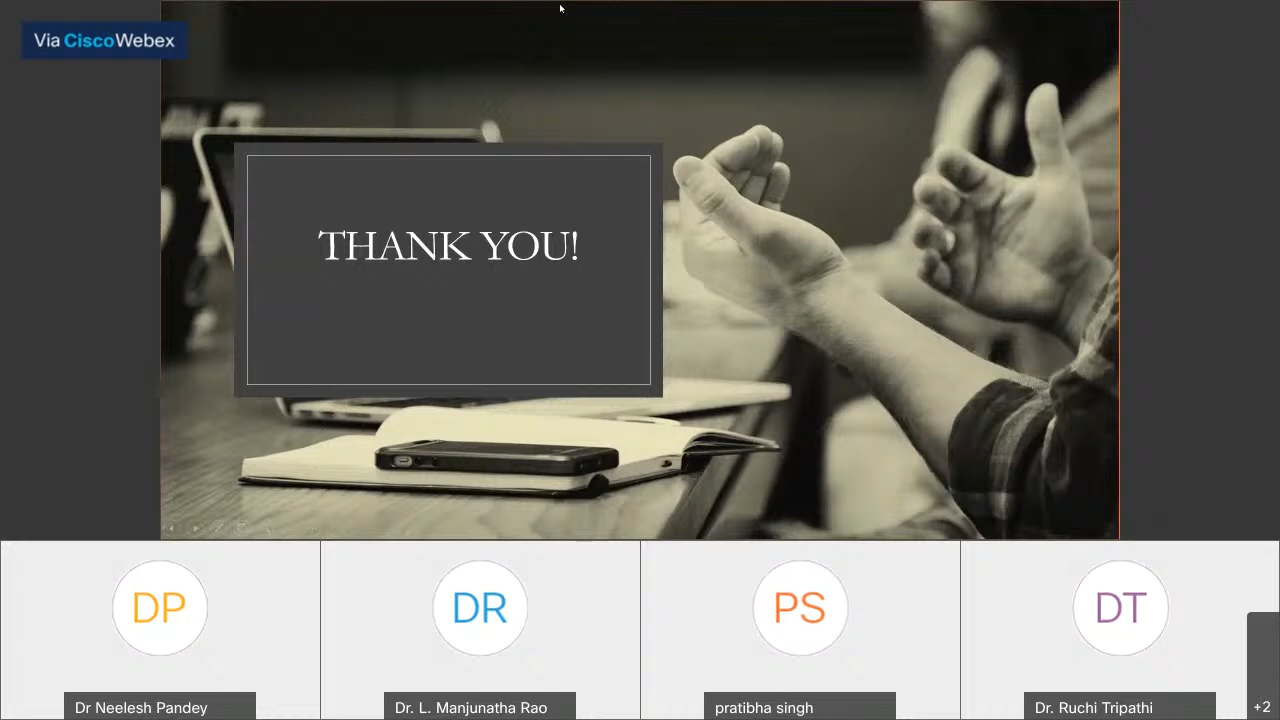 Via CiscoWebex
THANK YOU!
DP
DR
PS
DT
Dr Neelesh Pandey
Dr. L. Manjunatha Rao
pratibha singh
Dr. Ruchi Tripathi
+2